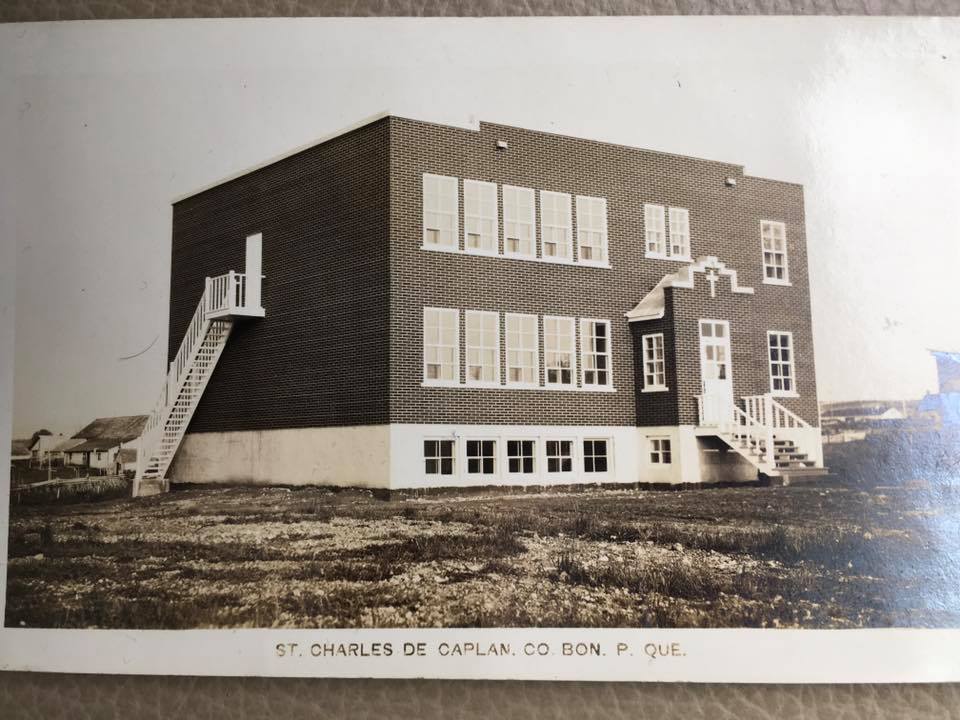 ST. CHARLES DE CAPLAN. CO. BON. P. QUE.